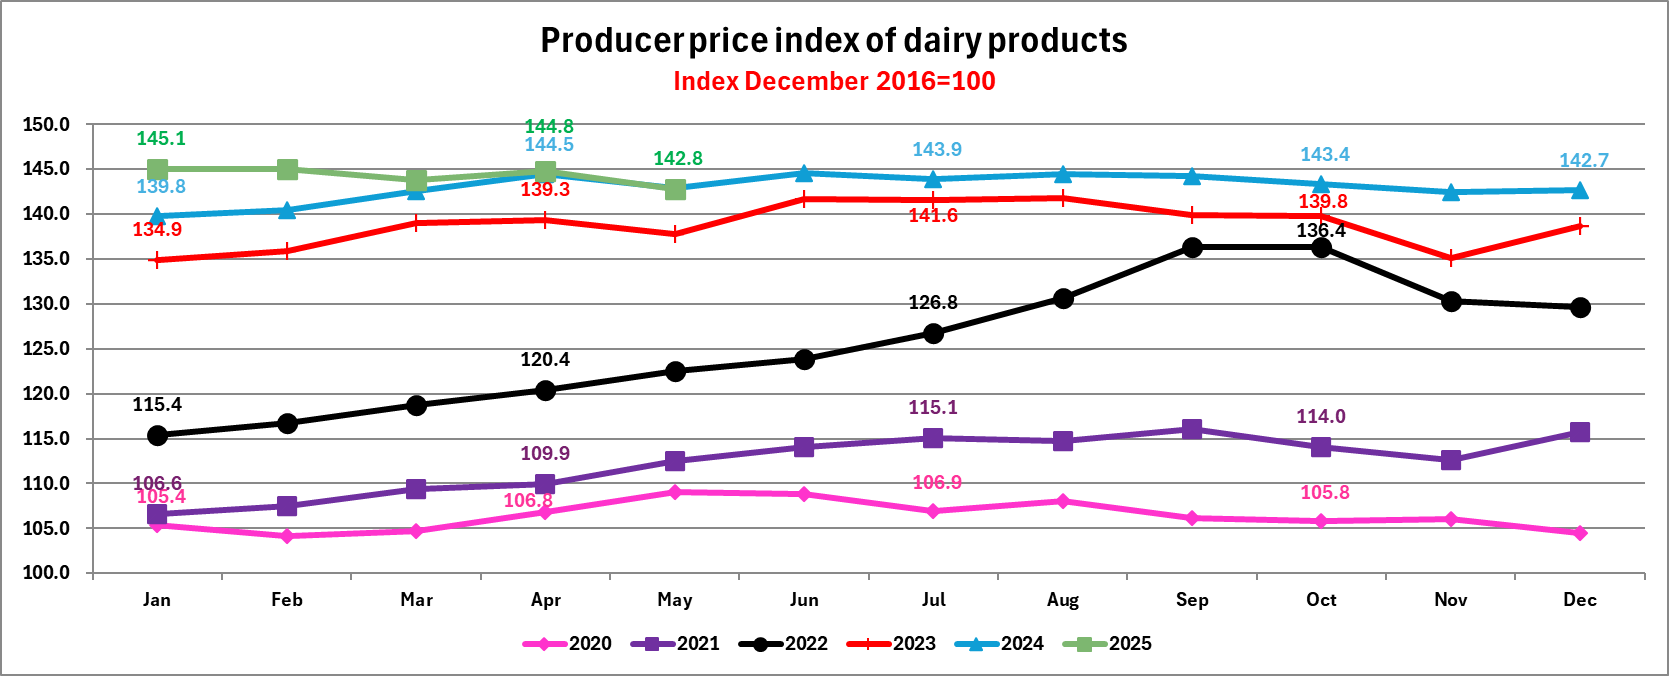 Producer price index of dairy products
Index December 2016=100
150.0
145.1 144.8
144.5 142.8 143.9 143.4 142.7
145.0
139.8 139.3 139.8
140.0
134.9 141.6 136.4
135.0
130.0
126.8
125.0
120.4
120.0
115.4 115.1 114.0
115.0
109.9
110.0
106.6 106.9 105.8
105.4 106.8
105.0
100.0
Jan Feb Mar Apr May Jun Jul Aug Sep Oct Nov Dec
2020 2021 2022 2023 2024 2025